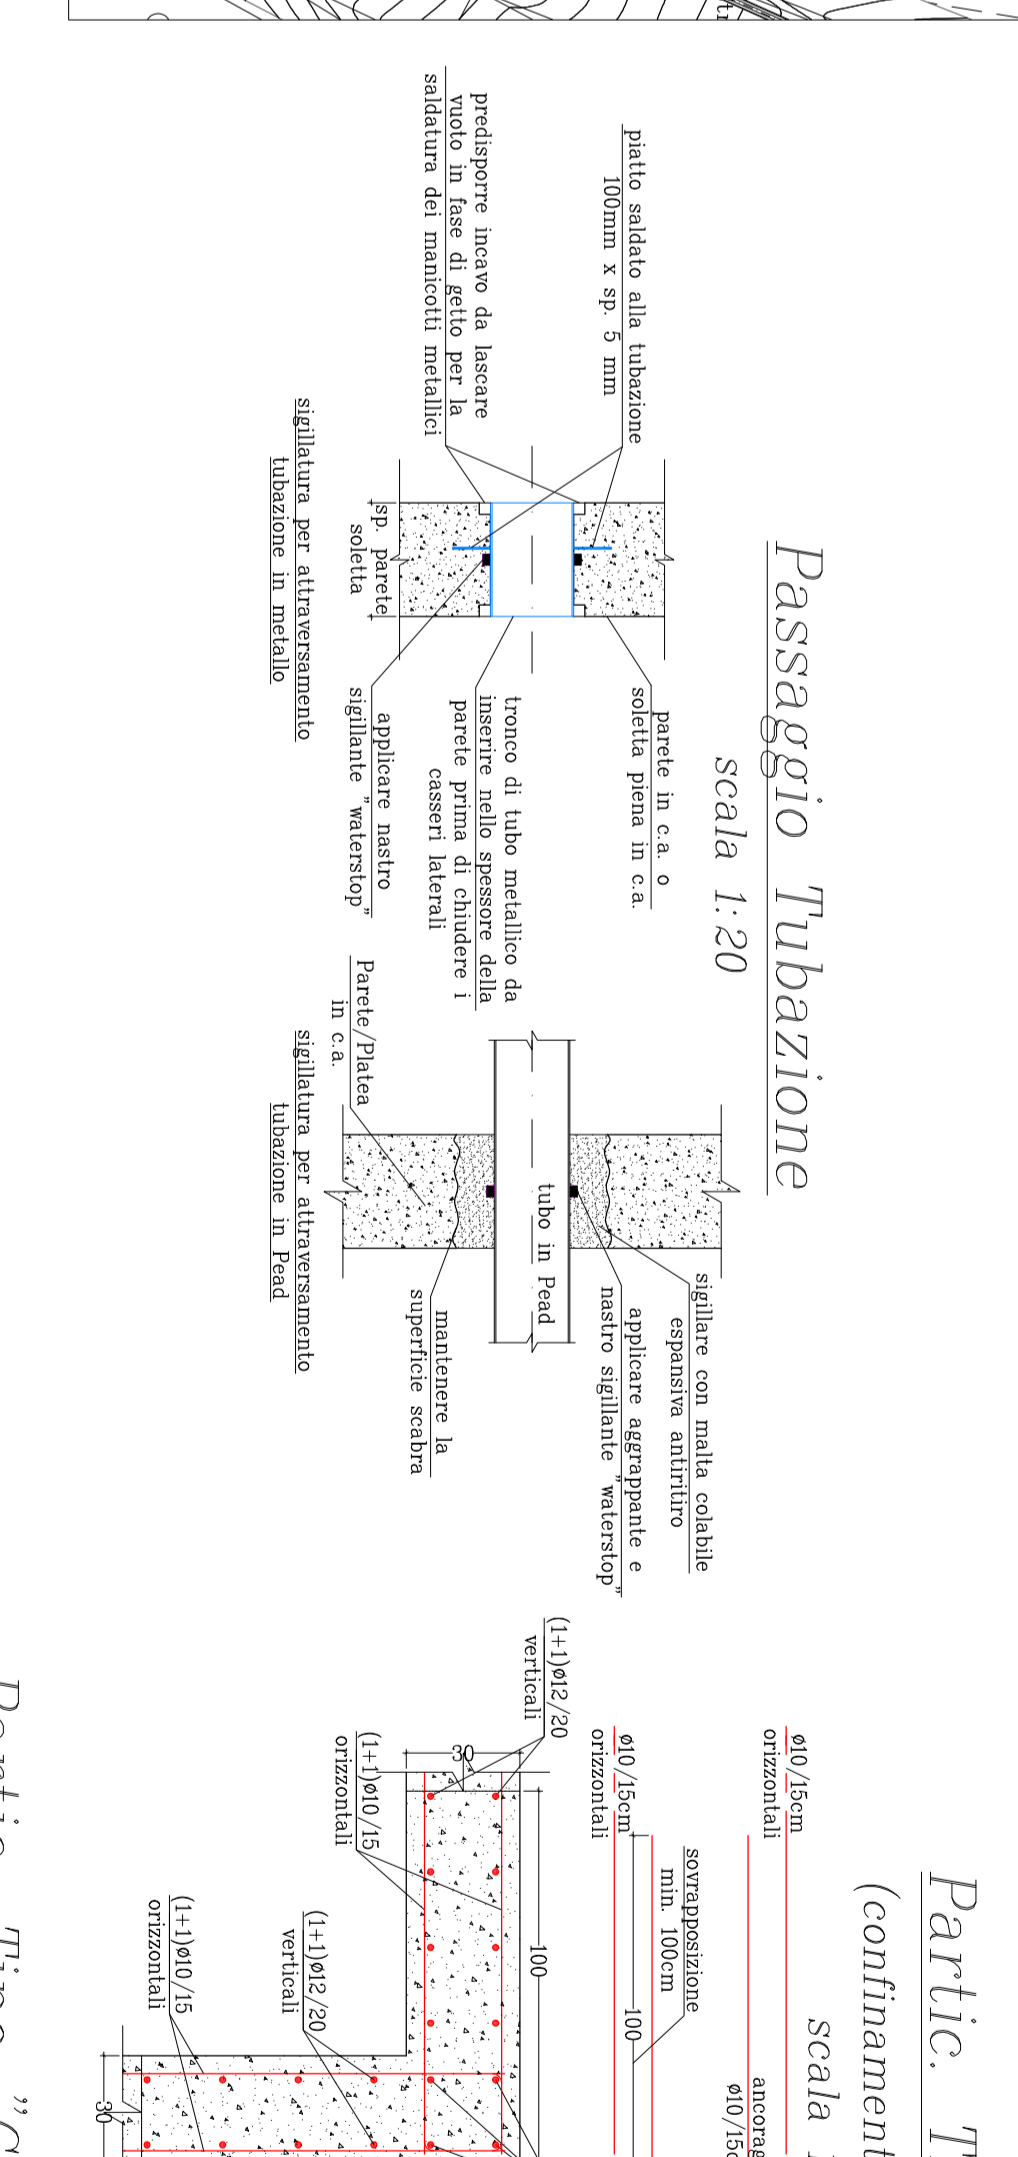 Passaggio Tubazione
scala 1:20
piatto saldato alla tubazione
100mm x sp. 5 mm
predisporre incavo da lascare
vuoto in fase di getto per la
saldatura dei manicotti metallici
sp. parete
soletta
parete in c.a. o
soletta piena in c.a.
tronco di tubo metallico da
inserire nello spessore della
parete prima di chiudere i
casseri laterali
applicare nastro
sigillante "waterstop"
sigillatura per attraversamento
tubazione in metallo
Parete/Platea
in c.a.
tubo in Pead
sigillare con malta colabile
espansiva antiritiro
applicare aggrappante e
nastro sigillante "waterstop"
mantenere la
superficie scabra
sigillatura per attraversamento
tubazione in Pead
Partic. T
(confinament
scala
ø10/15cm
orizzontali
ancorag
ø10/15c
sovrapposizione
min. 100cm
100
ø10/15cm
orizzontali
(1+1)ø12/20
verticali
30
100
(1+1)ø10/15
orizzontali
(1+1)ø12/20
verticali
(1+1)ø10/15
orizzontali
30